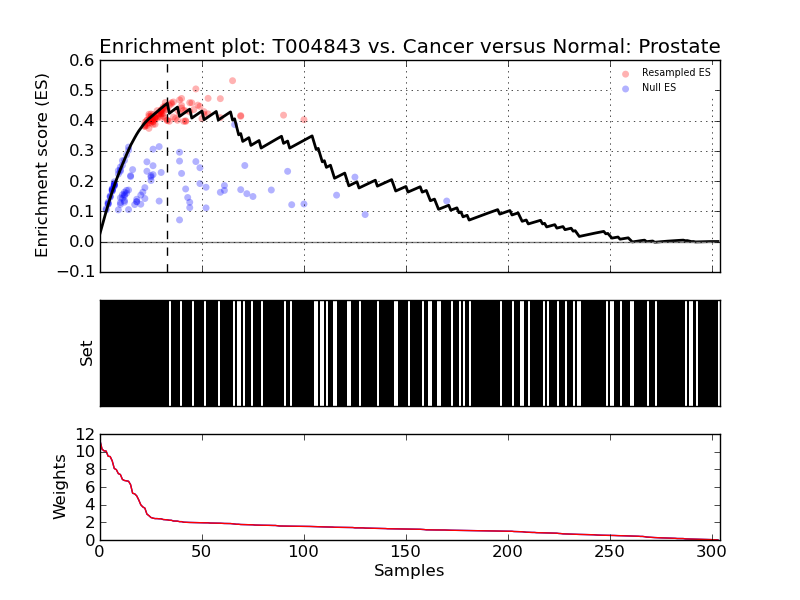 Enrichment plot: T004843 vs. Cancer versus Normal: Prostate
Enrichment score (ES)
0.6
0.5
0.4
0.3
0.2
0.1
0.0
−0.1
Resampled ES
Null ES
Set
Weights
12
10
8
6
4
2
0
0 50 100 150 200 250 300
Samples